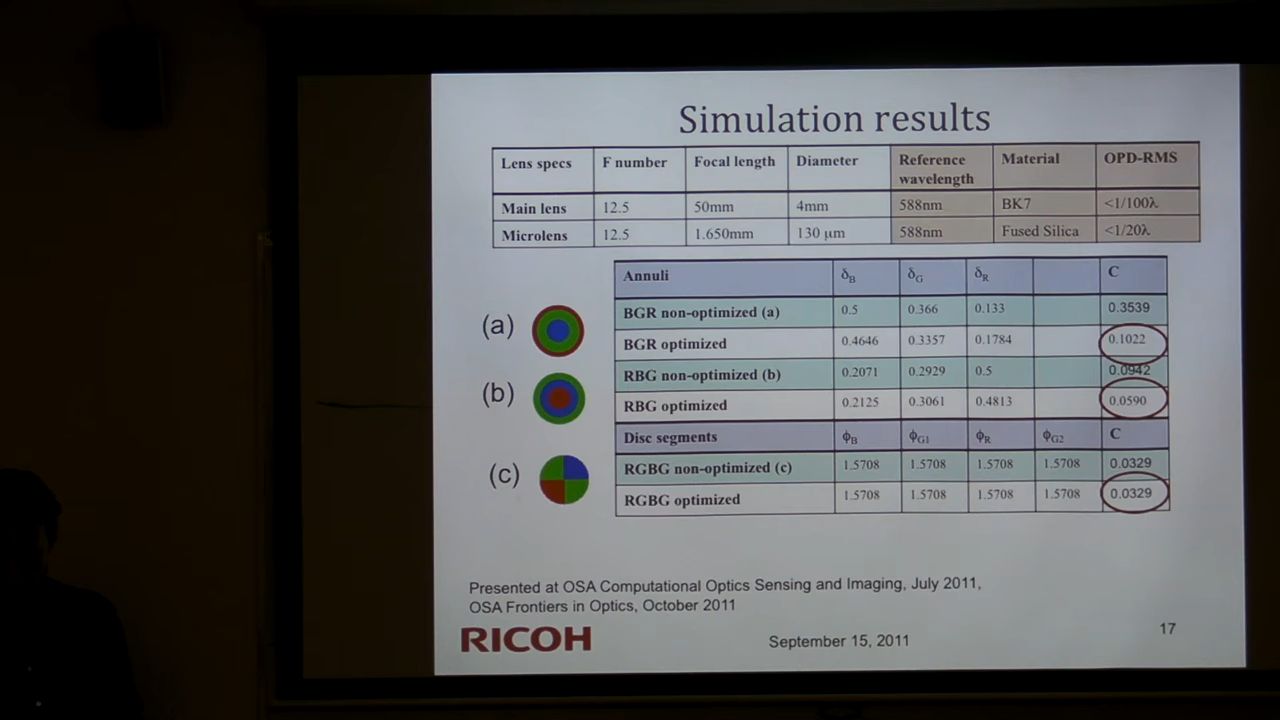 Simulation results
Lens specs F number Focal length Diameter Reference wavelength Material OPD-RMS
Main lens 12.5 50mm 4mm 588nm BK7 <1/100λ
Microlens 12.5 1.650mm 130 μm 588nm Fused Silica <1/20λ
Annuli δB δG δR C
(a) BGR non-optimized (a) 0.5 0.366 0.133 0.3539
BGR optimized 0.4646 0.3357 0.1784 0.1022
(b) RBG non-optimized (b) 0.2071 0.2929 0.5 0.0942
RBG optimized 0.2125 0.3061 0.4813 0.0590
Disc segments ϕB ϕG1 ϕR ϕG2 C
(c) RGBG non-optimized (c) 1.5708 1.5708 1.5708 1.5708 0.0329
RGBG optimized 1.5708 1.5708 1.5708 1.5708 0.0329
Presented at OSA Computational Optics Sensing and Imaging, July 2011,
OSA Frontiers in Optics, October 2011
RICOH September 15, 2011 17